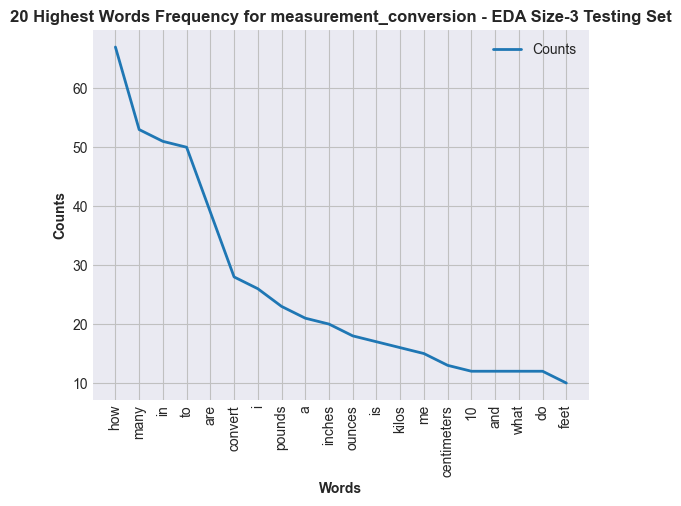 20 Highest Words Frequency for measurement_conversion - EDA Size-3 Testing Set
Counts
Counts
60
50
40
30
20
10
how
many
in
to
are
convert
i
pounds
a
inches
ounces
is
kilos
me
centimeters
10
and
what
do
feet
Words